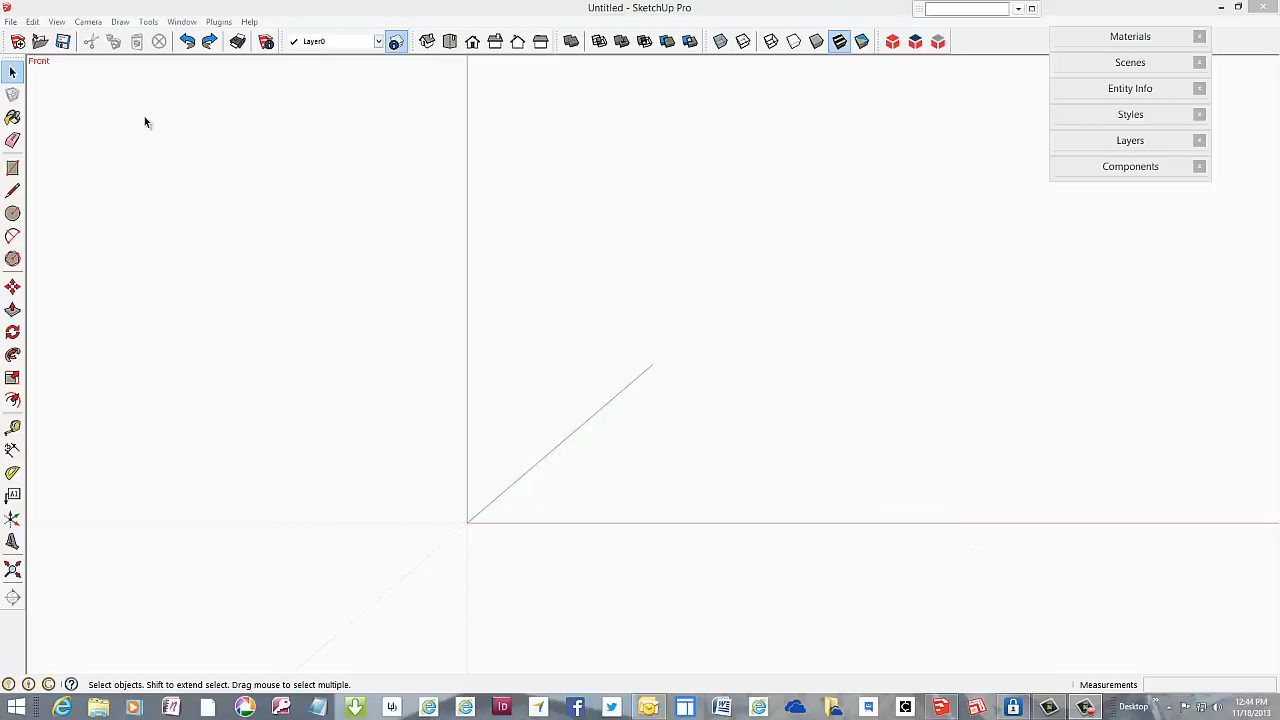 Untitled - SketchUp Pro
File Edit View Camera Draw Tools Window Plugins Help
Layer0
Front
Materials
Scenes
Entity Info
Styles
Layers
Components
Select objects. Shift to extend select. Drag mouse to select multiple.
Measurements
Desktop
12:44 PM
11/18/2013